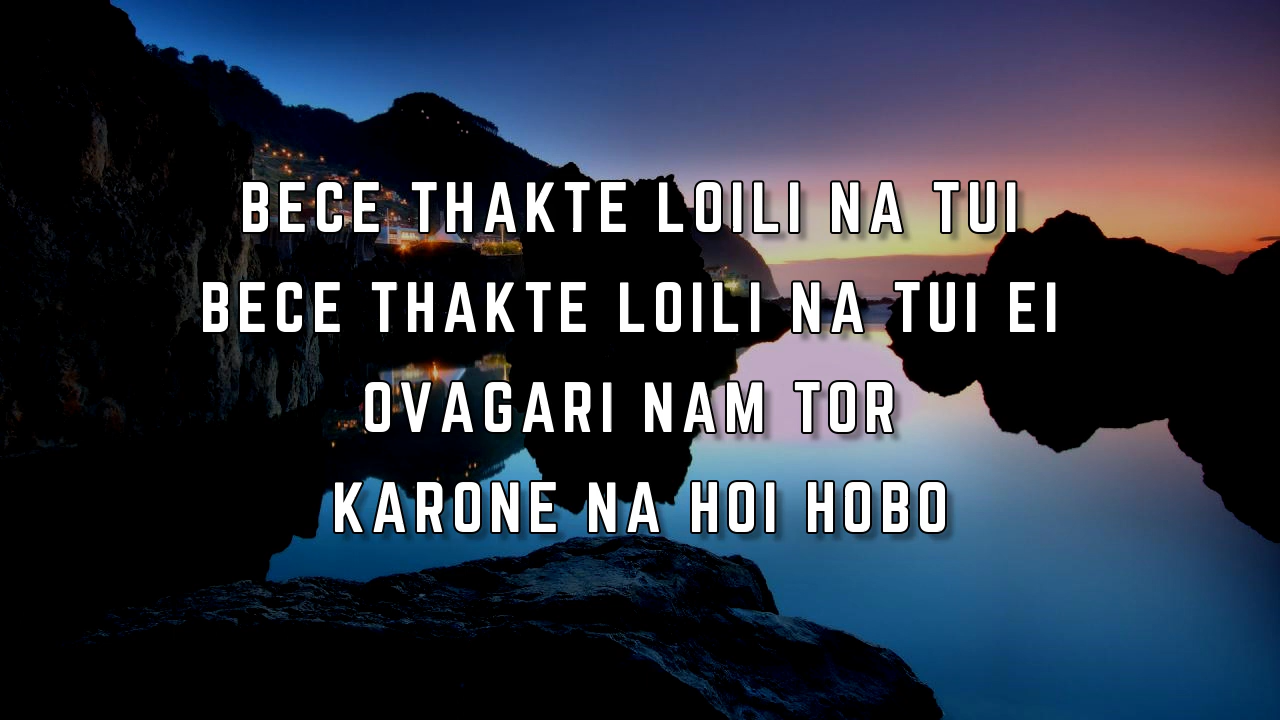 BECE THAKTE LOILI NA TUI
BECE THAKTE LOILI NA TUI EI
OVAGARI NAM TOR
KARONE NA HOI HOBO